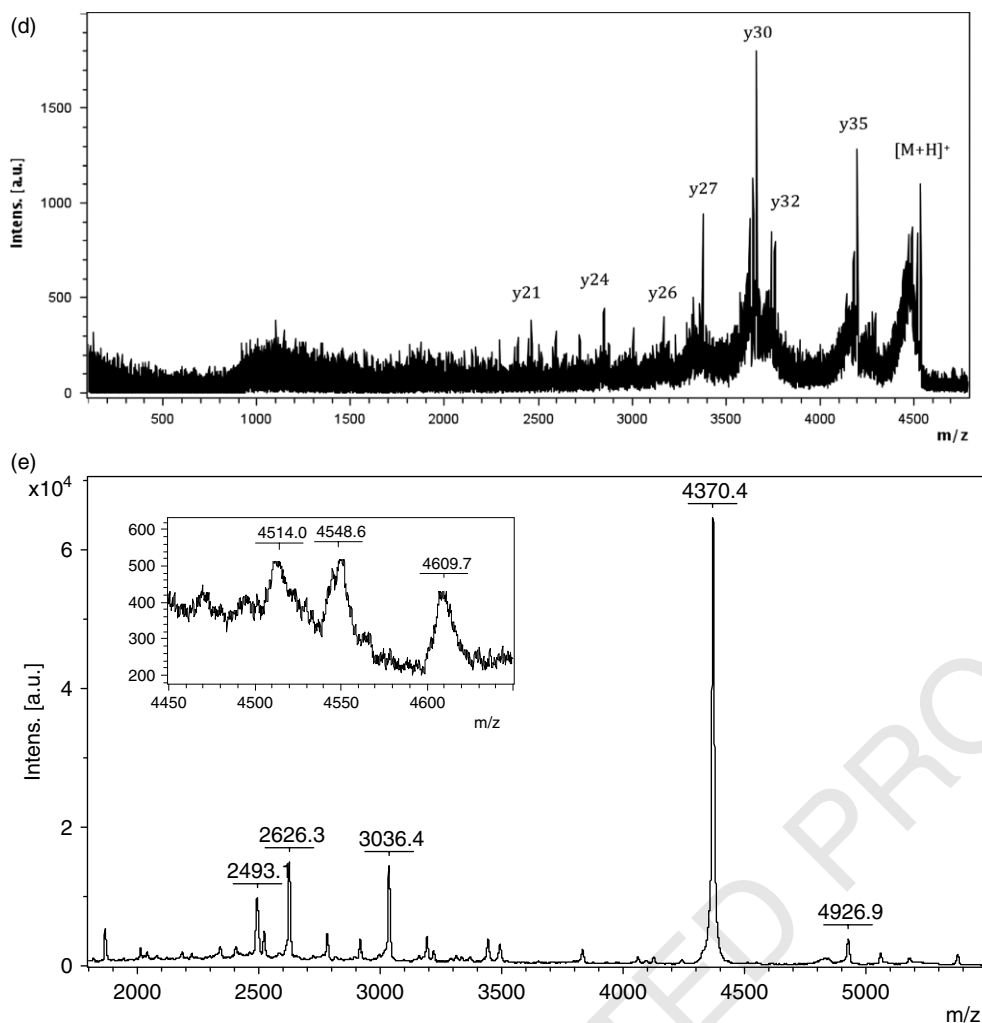 (d)
y30
1500
y35
[M+H]⁺
Intens. [a.u.]
1000
y27
y32
500
y21
y24
y26
0
500 1000 1500 2000 2500 3000 3500 4000 4500
m/z
(e)
x10⁴
4370.4
600
4514.0
4548.6
4609.7
500
400
300
200
4450 4500 4550 4600
m/z
6
4
Intens. [a.u.]
2
2493.1
2626.3
3036.4
4926.9
0
2000 2500 3000 3500 4000 4500 5000
m/z
TED PRO